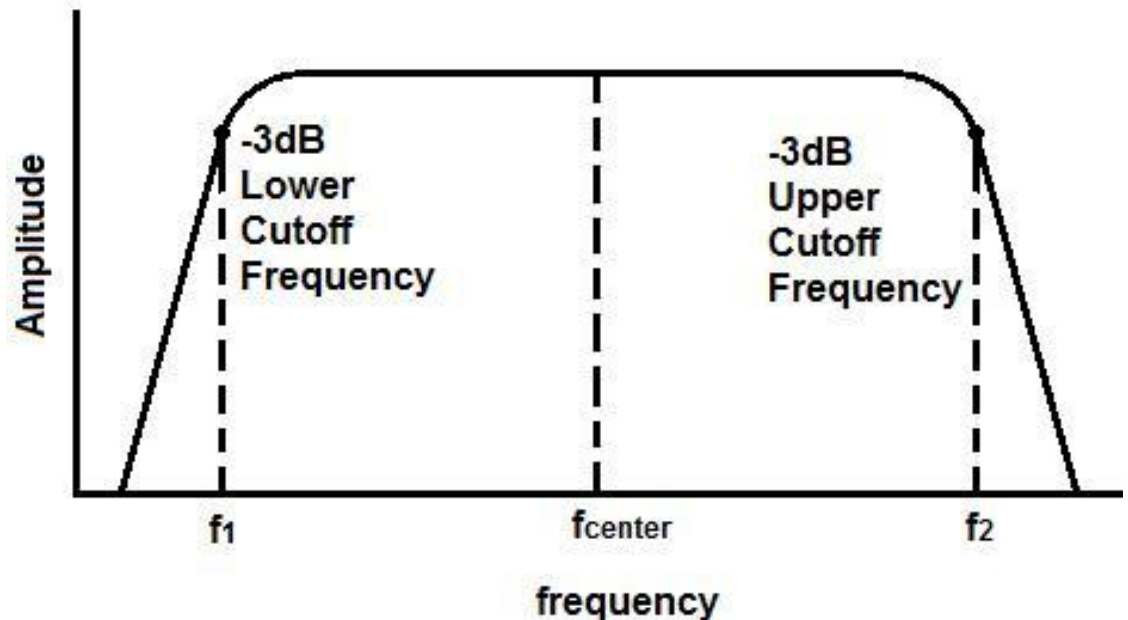 Amplitude
-3dB
Lower
Cutoff
Frequency
-3dB
Upper
Cutoff
Frequency
f1
fcenter
f2
frequency